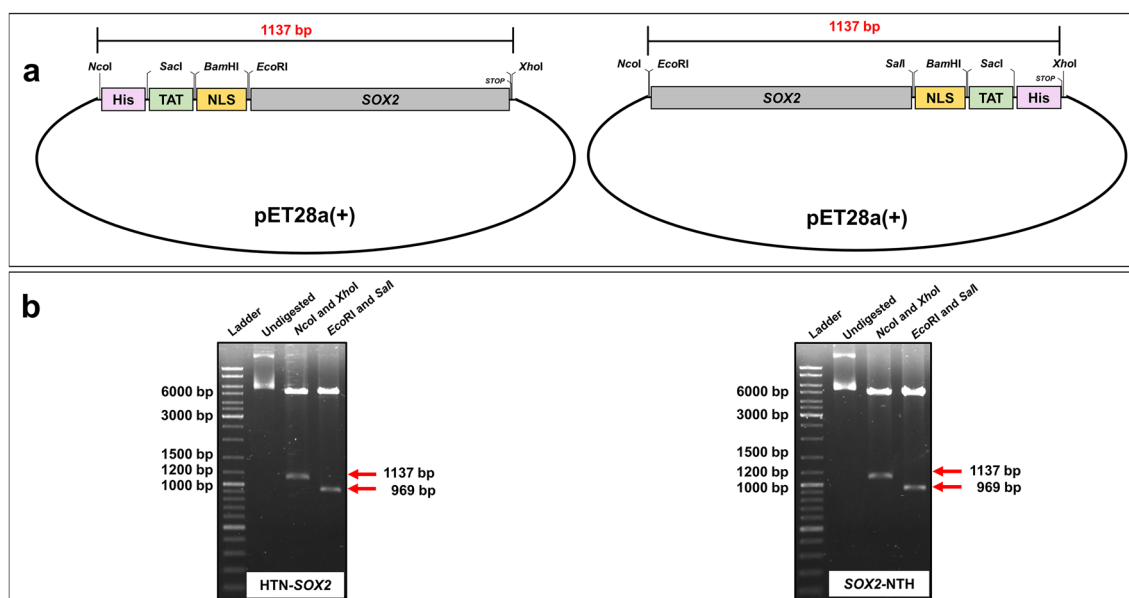 a
1137 bp
NcoI SacI BamHI EcoRI STOP XhoI
His TAT NLS SOX2
pET28a(+)
1137 bp
NcoI EcoRI SalI BamHI SacI STOP XhoI
SOX2 NLS TAT His
pET28a(+)
b
Ladder
Undigested
NcoI and XhoI
EcoRI and SalI
6000 bp
3000 bp
1500 bp
1200 bp
1000 bp
1137 bp
969 bp
HTN-SOX2
Ladder
Undigested
NcoI and XhoI
EcoRI and SalI
6000 bp
3000 bp
1500 bp
1200 bp
1000 bp
1137 bp
969 bp
SOX2-NTH